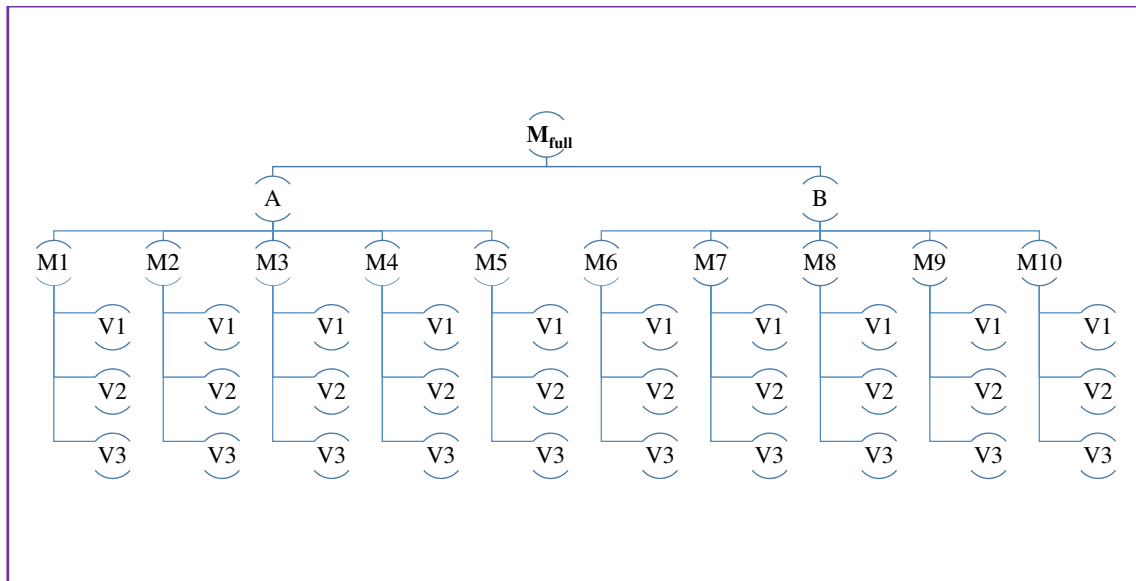 M_full
A B
M1 M2 M3 M4 M5 M6 M7 M8 M9 M10
V1 V1 V1 V1 V1 V1 V1 V1 V1 V1
V2 V2 V2 V2 V2 V2 V2 V2 V2 V2
V3 V3 V3 V3 V3 V3 V3 V3 V3 V3